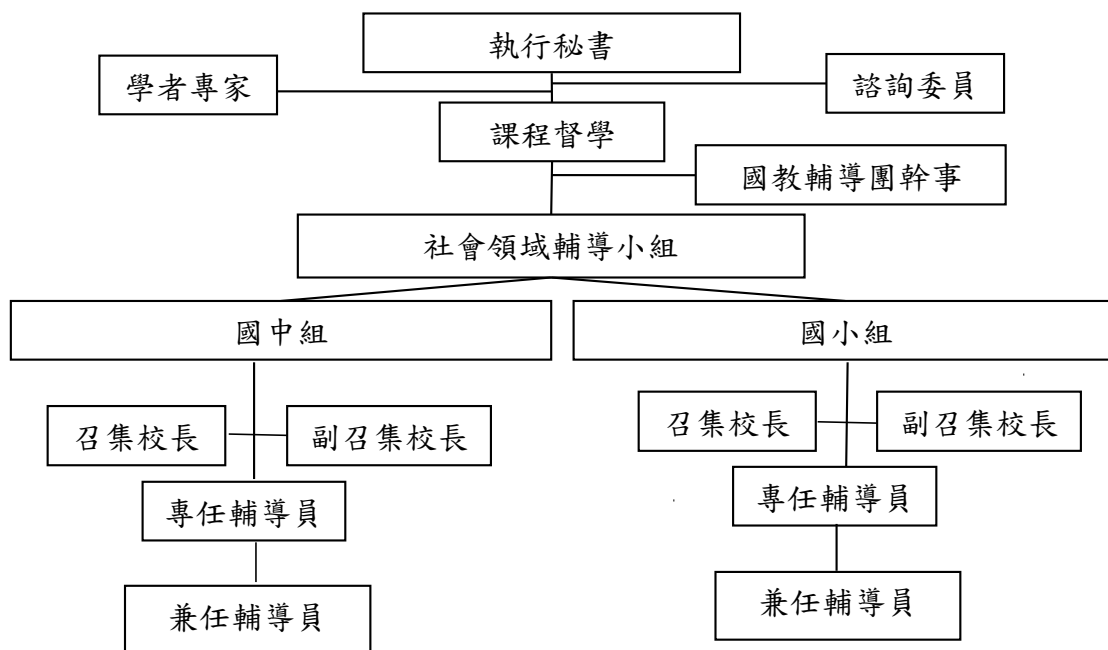 執行秘書
學者專家
諮詢委員
課程督學
國教輔導團幹事
社會領域輔導小組
國中組
國小組
召集校長
副召集校長
召集校長
副召集校長
專任輔導員
專任輔導員
兼任輔導員
兼任輔導員